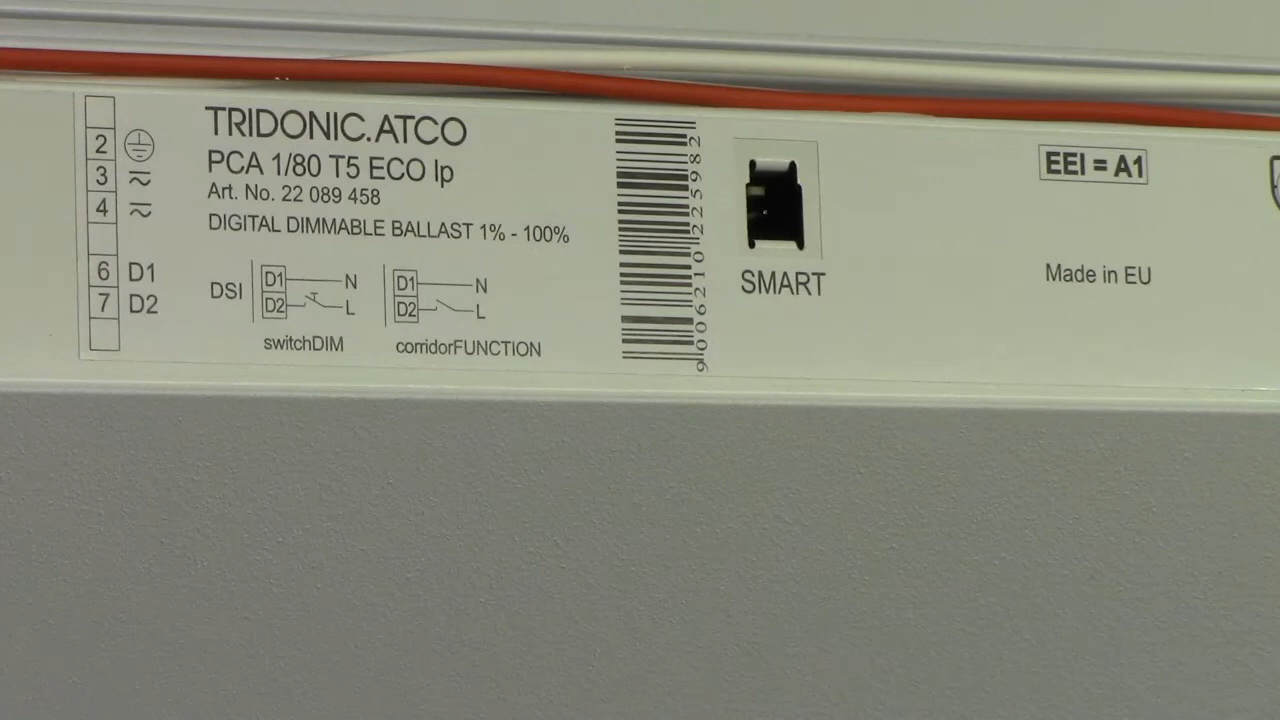 TRIDONIC.ATCO
PCA 1/80 T5 ECO lp
Art. No. 22 089 458
DIGITAL DIMMABLE BALLAST 1% - 100%
2
3
4
6 D1
7 D2
DSI
D1 N
D2 L
switchDIM
D1 N
D2 L
corridorFUNCTION
9006210225982
SMART
EEI = A1
Made in EU